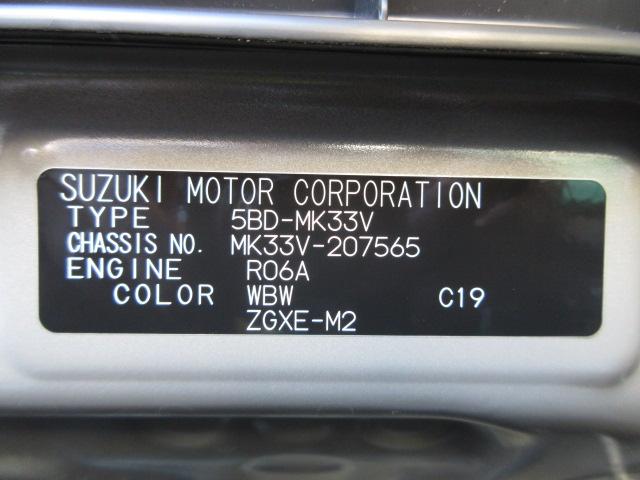 SUZUKI MOTOR CORPORATION
TYPE 5BD-MK33V
CHASSIS NO. MK33V-207565
ENGINE R06A
COLOR WBW C19
ZGXE-M2